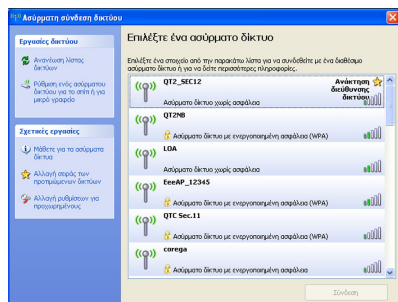 Ασύρματη σύνδεση δικτύου
Εργασίες δικτύου
Ανανέωση λίστας
δικτύων
Ρύθμιση ενός ασύρματου
δικτύου για το σπίτι ή για
μικρό γραφείο
Σχετικές εργασίες
Μάθετε για τα ασύρματα
δίκτυα
Αλλαγή σειράς των
προτιμώμενων δικτύων
Αλλαγή ρυθμίσεων για
προχωρημένους
Επιλέξτε ένα ασύρματο δίκτυο
Επιλέξτε ένα στοιχείο από την παρακάτω λίστα για να συνδεθείτε με ένα διαθέσιμο
ασύρματο δίκτυο ή για να δείτε περισσότερες πληροφορίες.
QT2_SEC12
Ανάκτηση
διεύθυνσης
δικτύου
Ασύρματο δίκτυο χωρίς ασφάλεια
QT2NB
Ασύρματο δίκτυο με ενεργοποιημένη ασφάλεια (WPA)
LOA
Ασύρματο δίκτυο χωρίς ασφάλεια
EeeAP_12345
Ασύρματο δίκτυο με ενεργοποιημένη ασφάλεια (WPA)
QTC Sec.11
Ασύρματο δίκτυο με ενεργοποιημένη ασφάλεια (WPA)
corega
Ασύρματο δίκτυο με ενεργοποιημένη ασφάλεια
Σύνδεση